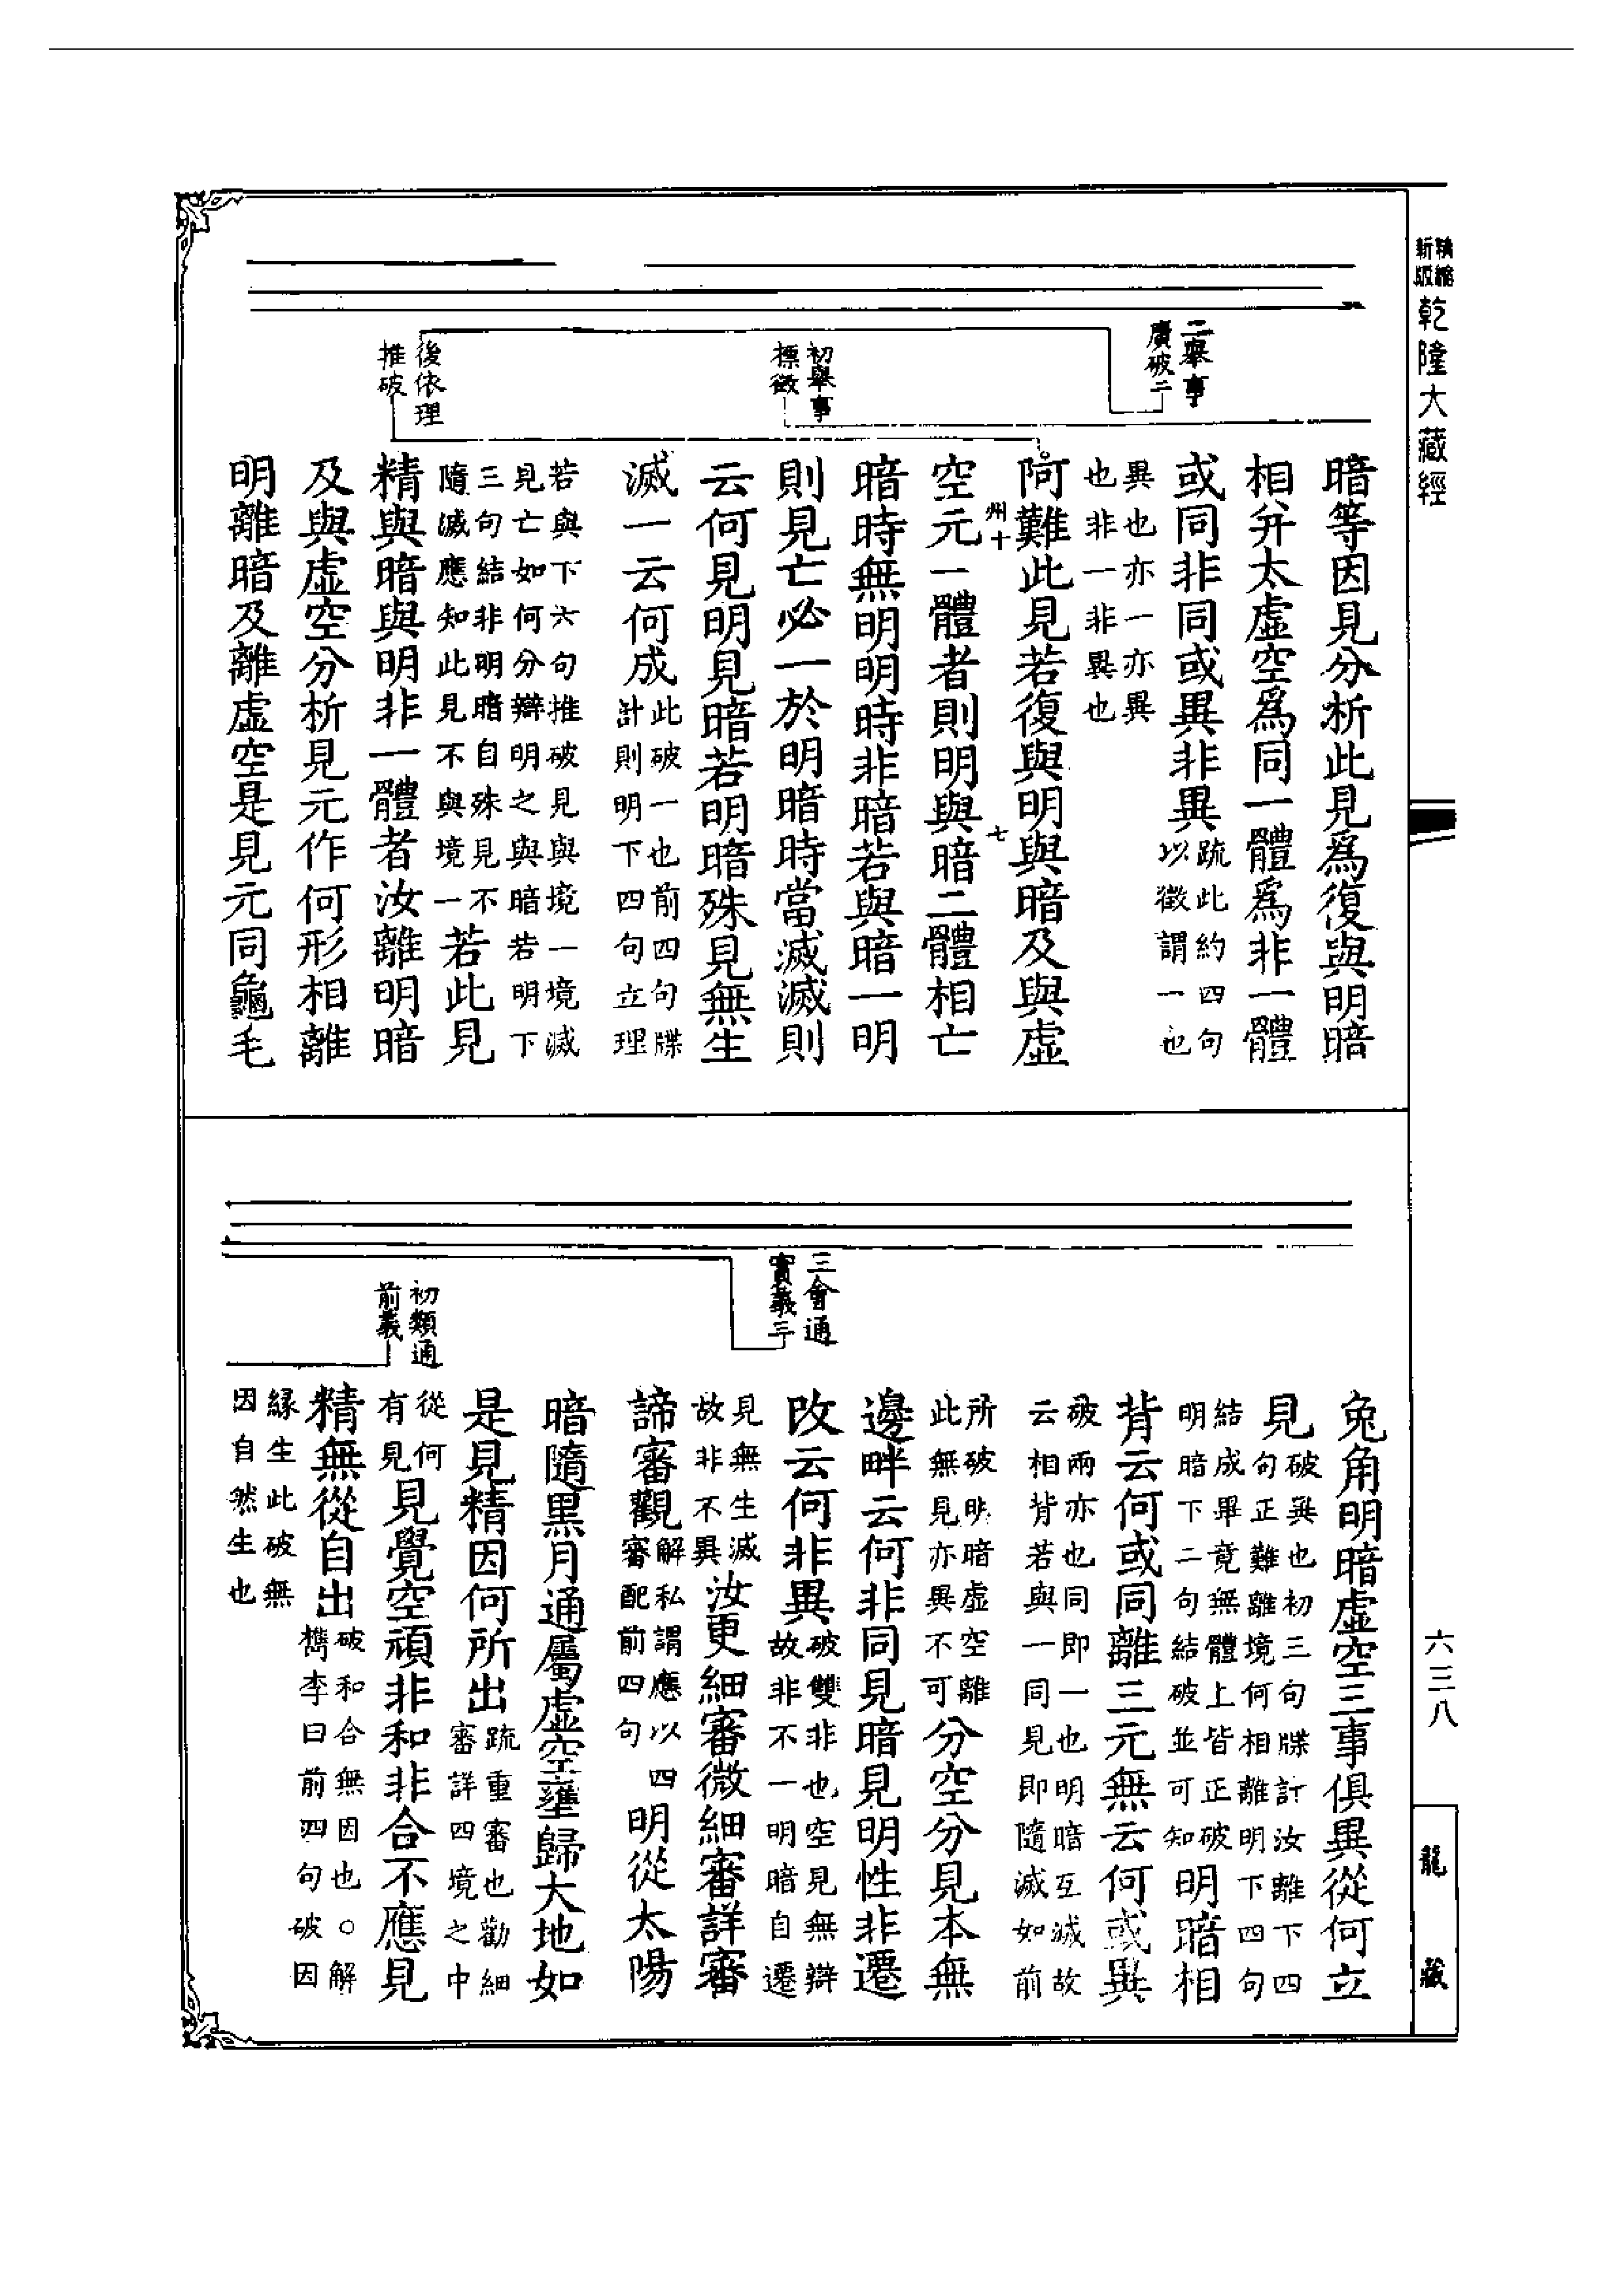 精縮
新版
乾隆大藏經
二舉事
廣破二
初舉事
標徵
後依理
推破
暗等因見分析此見爲復與明暗
相并太虛空爲同一體爲非一體
或同非同或異非異疏此約四句
以徵謂一也
異也亦一亦異
也非一非異也
阿難此見若復與明與暗及與虛
州十
七
空元一體者則明與暗二體相亡
暗時無明明時非暗若與暗一明
則見亡必一於明暗時當滅滅則
云何見明見暗若明暗殊見無生
滅一云何成此破一也前四句牒
計則明下四句立理
若與下六句推破見與境一境滅
見亡如何分辯明之與暗若明下
三句結非明暗自殊見不
隨滅應知此見不與境一若此見
精與暗與明非一體者汝離明暗
及與虛空分析見元作何形相離
明離暗及離虛空是見元同龜毛
三會通
實義三
初類通
前義
兔角明暗虛空三事俱異從何立
見破異也初三句牒計汝離下四
句正難離境何相離明下四句
結成畢竟無體上皆正破
明暗下二句結破並可知明暗相
背云何或同離三元無云何或異
破兩亦也同即一也明暗互滅故
云相背若與一同見即隨滅如前
所破明暗虛空離
此無見亦異不可分空分見本無
邊畔云何非同見暗見明性非遷
改云何非異破雙非也空見無辯
故非不一明暗自遷
見無生滅
故非不異汝更細審微細審詳審
諦審觀解私謂應以四
審配前四句明從太陽
暗隨黑月通屬虛空壅歸大地如
是見精因何所出疏重審也勸細
審詳四境之中
從何
有見見覺空頑非和非合不應見
精無從自出破和合無因也○解
檇李曰前四句破因
緣生此破無
因自然生也
六三八
龍藏